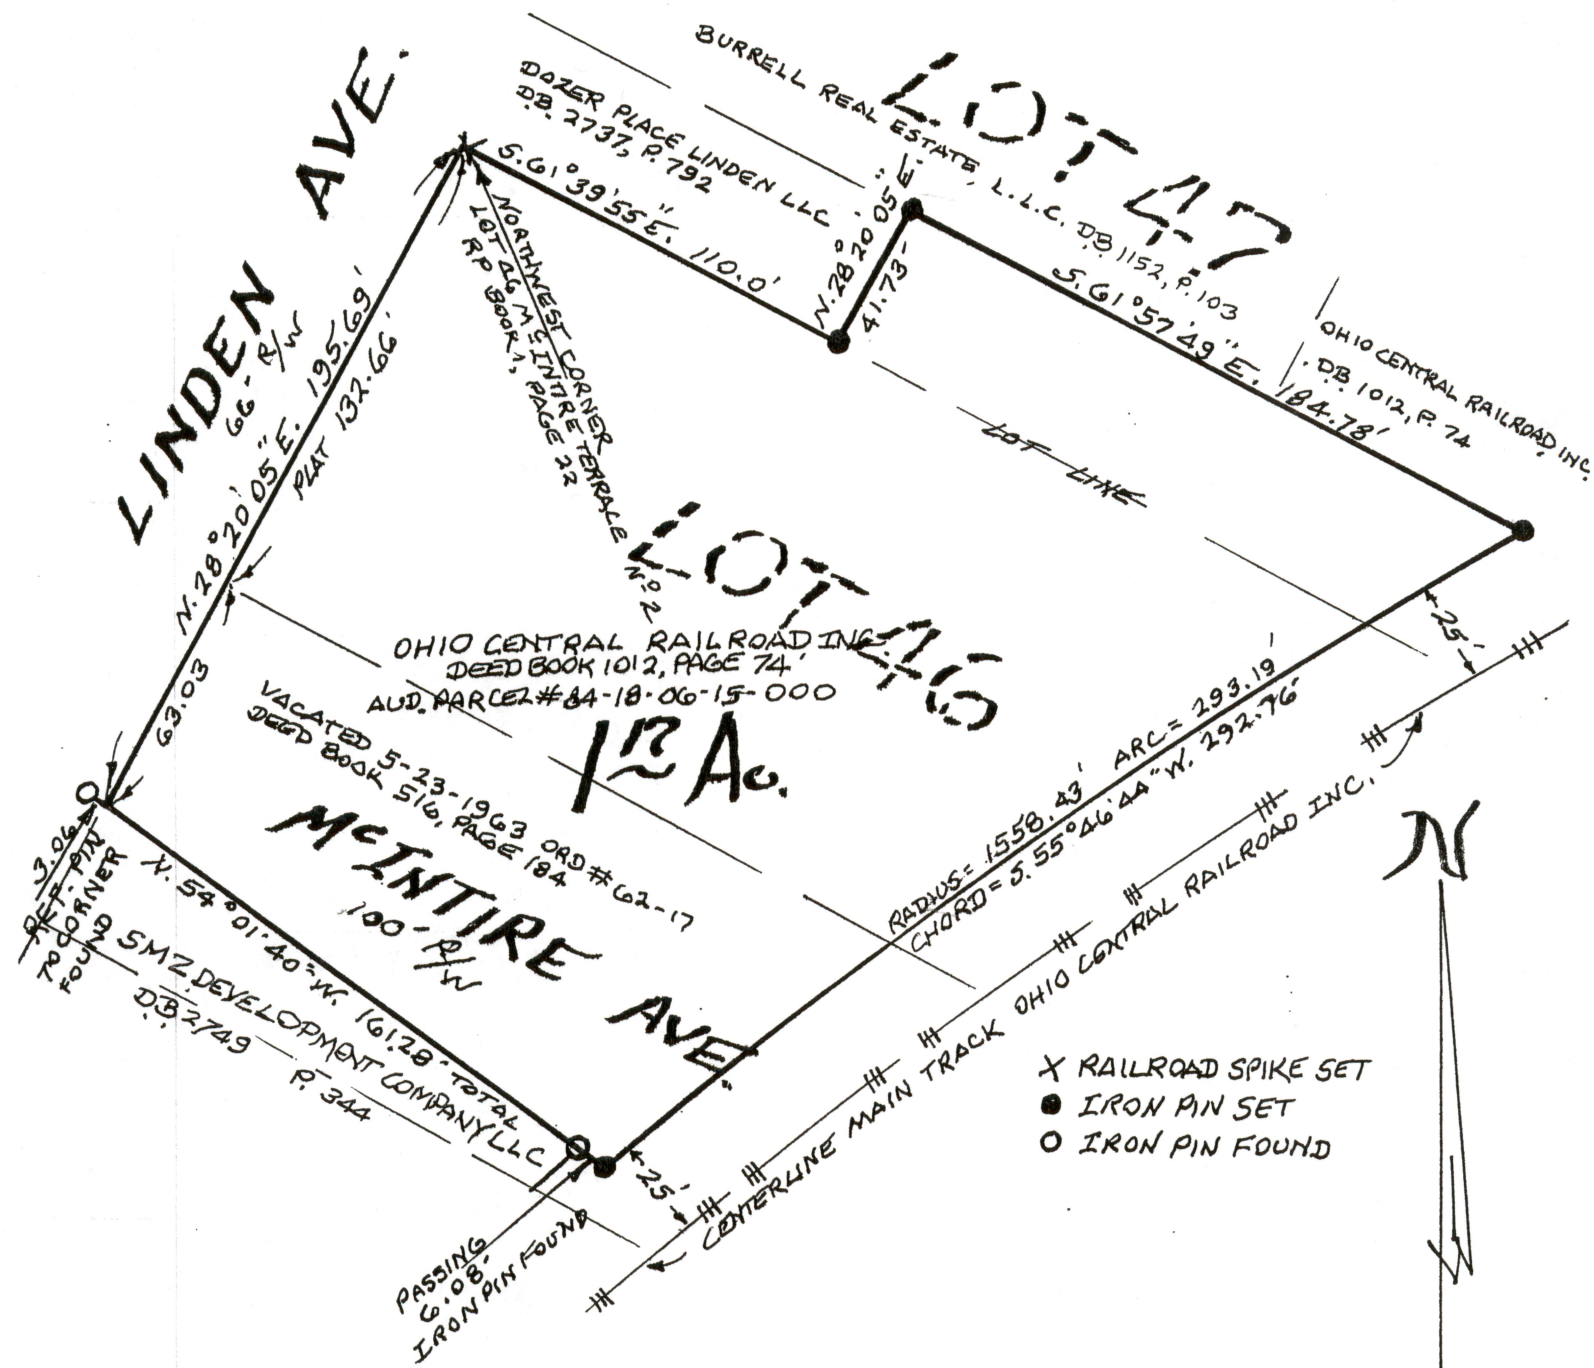 LINDEN AVE.
66' R/W
N. 28° 20' 05" E. 195.69'
PLAT 132.66'
63.03
DOZER PLACE LINDEN LLC
D.B. 2737, P. 792
S. 61° 39' 55" E. 110.0'
BURRELL REAL ESTATE, L.L.C. D.B. 1152, P. 103
LOT 47
N. 28° 20' 05" E.
41.73'
S. 61° 57' 49" E. 184.78'
OHIO CENTRAL RAILROAD INC.
D.B. 1012, P. 74
NORTHWEST CORNER
LOT 46 McINTIRE TERRACE No 2
RP BOOK 1, PAGE 22
LOT LINE
LOT 46
OHIO CENTRAL RAILROAD INC
DEED BOOK 1012, PAGE 74
AUD. PARCEL # 84-18-06-15-000
Ac.
VACATED 5-23-1963 ORD # 62-17
DEED BOOK 516, PAGE 184
McINTIRE AVE.
100' R/W
25'
RADIUS = 1558.43' ARC = 293.19'
CHORD = S. 55° 46' 44" W. 292.76'
CENTERLINE MAIN TRACK OHIO CENTRAL RAILROAD INC.
25'
3.06
REF. PIN
TO CORNER
FOUND
N. 54° 01' 40" W. 161.28' TOTAL
SMZ DEVELOPMENT COMPANY LLC
D.B. 2749 P. 344
PASSING
6.08'
IRON PIN FOUND
N
X RAILROAD SPIKE SET
● IRON PIN SET
O IRON PIN FOUND